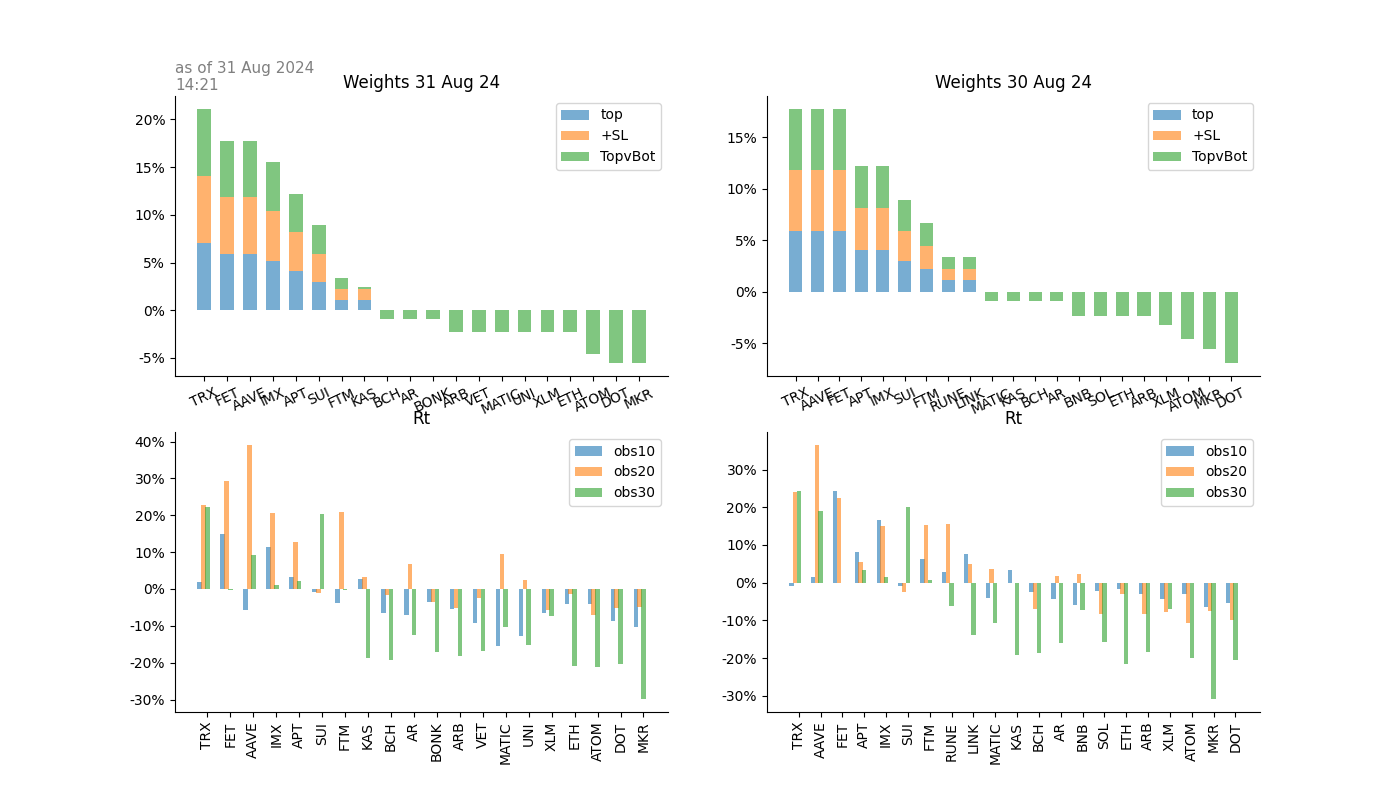 as of 31 Aug 2024
14:21
Weights 31 Aug 24
20%
15%
10%
5%
0%
-5%
top
+SL
TopvBot
TRX FET AAVE IMX APT SUI FTM KAS BCH AR BONK ARB VET MATIC UNI XLM ETH ATOM DOT MKR
Weights 30 Aug 24
15%
10%
5%
0%
-5%
top
+SL
TopvBot
TRX AAVE FET APT IMX SUI FTM RUNE LINK MATIC KAS BCH AR BNB SOL ETH ARB XLM ATOM MKR DOT
Rt
40%
30%
20%
10%
0%
-10%
-20%
-30%
obs10
obs20
obs30
TRX FET AAVE IMX APT SUI FTM KAS BCH AR BONK ARB VET MATIC UNI XLM ETH ATOM DOT MKR
Rt
30%
20%
10%
0%
-10%
-20%
-30%
obs10
obs20
obs30
TRX AAVE FET APT IMX SUI FTM RUNE LINK MATIC KAS BCH AR BNB SOL ETH ARB XLM ATOM MKR DOT